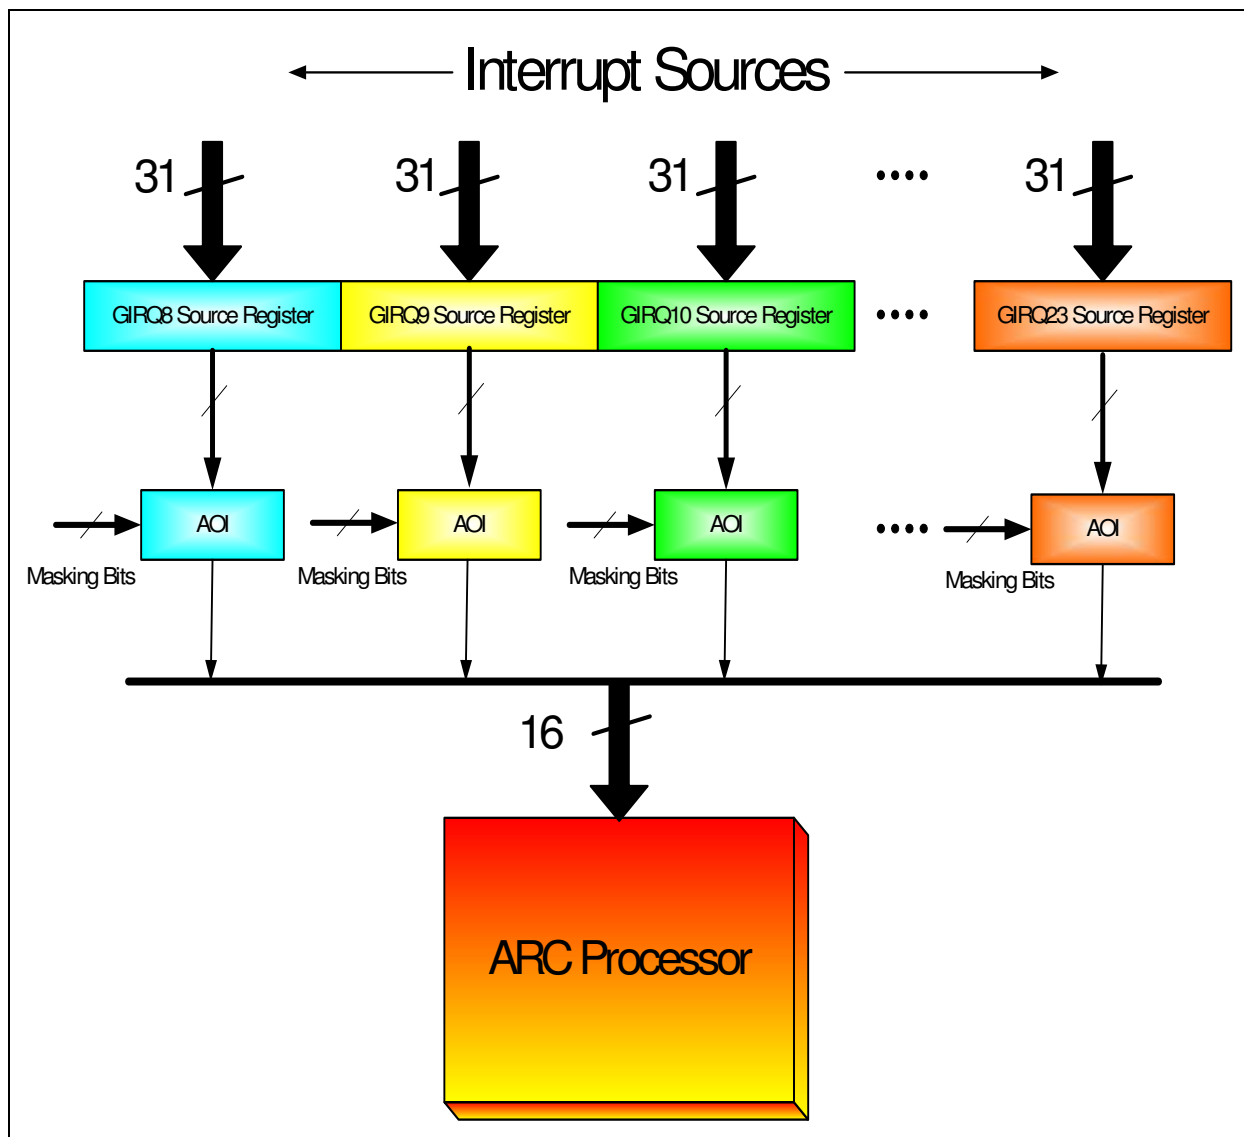 Interrupt Sources
31 31 31 •••• 31
GIRQ8 Source Register GIRQ9 Source Register GIRQ10 Source Register •••• GIRQ23 Source Register
AOI AOI AOI •••• AOI
Masking Bits Masking Bits Masking Bits Masking Bits
16
ARC Processor